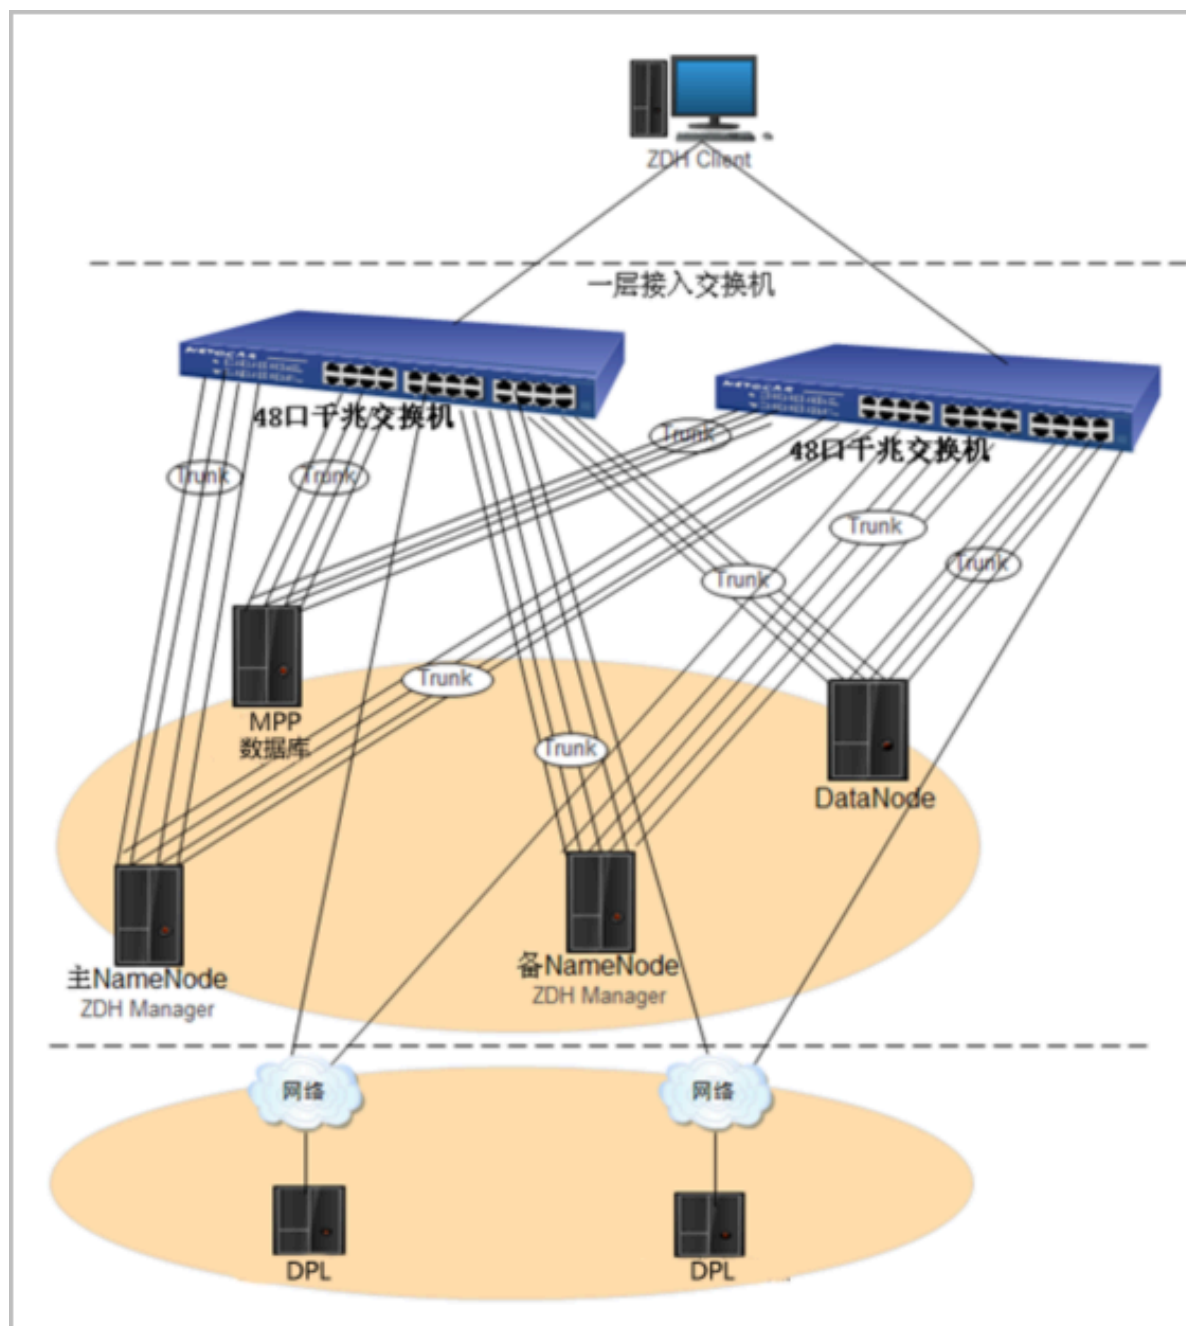 ZDH Client
一层接入交换机
48口千兆交换机
48口千兆交换机
Trunk
Trunk
Trunk
Trunk
Trunk
Trunk
Trunk
Trunk
MPP
数据库
DataNode
主NameNode
ZDH Manager
备NameNode
ZDH Manager
网络
网络
DPL
DPL